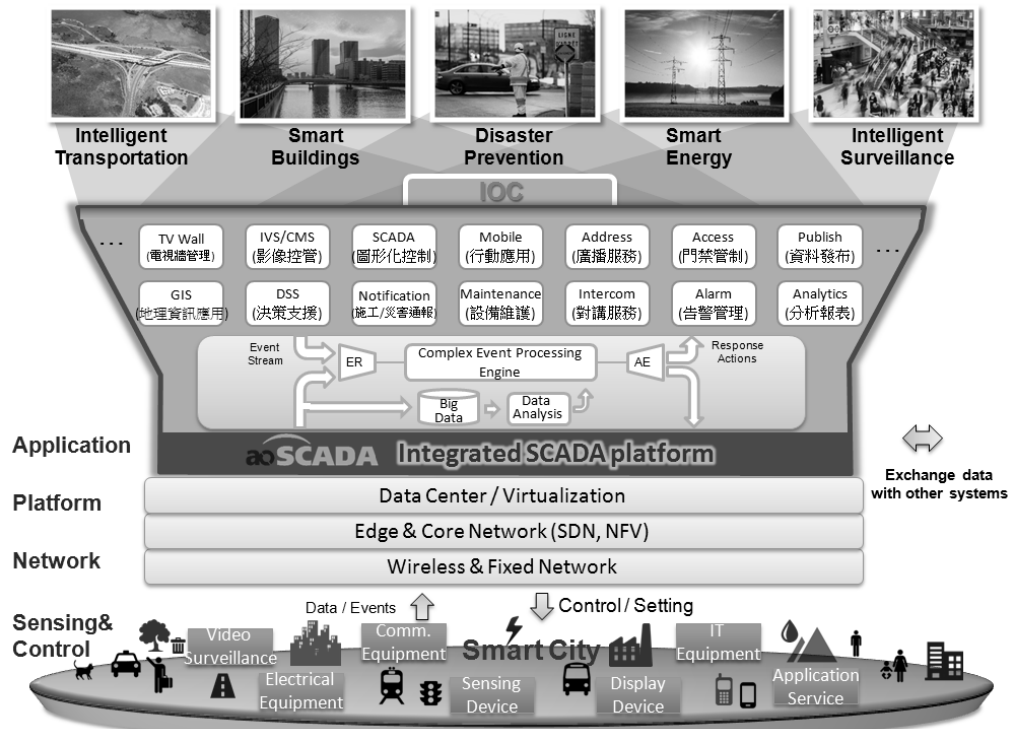 LIGHT
Intelligent
Transportation
Smart
Buildings
Disaster
Prevention
Smart
Energy
Intelligent
Surveillance
IOC
...
TV Wall
(電視牆管理)
IVS/CMS
(影像控管)
SCADA
(圖形化控制)
Mobile
(行動應用)
Address
(廣播服務)
Access
(門禁管制)
Publish
(資料發布)
...
GIS
(地理資訊應用)
DSS
(決策支援)
Notification
(施工/災害通報)
Maintenance
(設備維護)
Intercom
(對講服務)
Alarm
(告警管理)
Analytics
(分析報表)
Event
Stream
ER
Complex Event Processing
Engine
AE
Response
Actions
Big
Data
Data
Analysis
Application
aoSCADA Integrated SCADA platform
Exchange data
with other systems
Platform
Data Center / Virtualization
Edge & Core Network (SDN, NFV)
Network
Wireless & Fixed Network
Data / Events
Control / Setting
Sensing&
Control
Video
Surveillance
Comm.
Equipment
Smart City
IT
Equipment
Electrical
Equipment
Sensing
Device
Display
Device
Application
Service